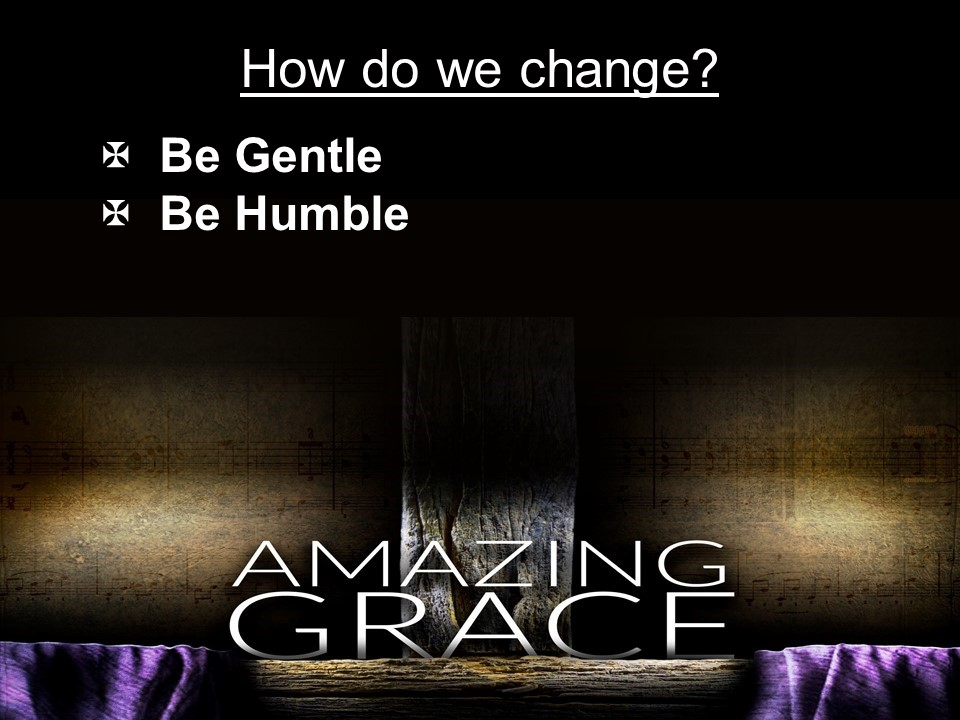 How do we change?
✠ Be Gentle
✠ Be Humble
AMAZING
GRACE